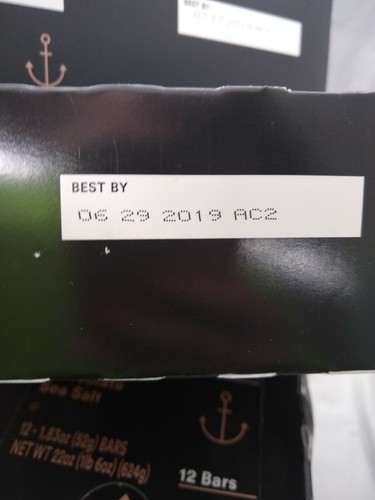 BEST BY
BEST BY
06 29 2019 AC2
Sea Salt
12 - 1.83oz (52g) BARS
NET WT 22oz (1lb 6oz) (624g)
12 Bars